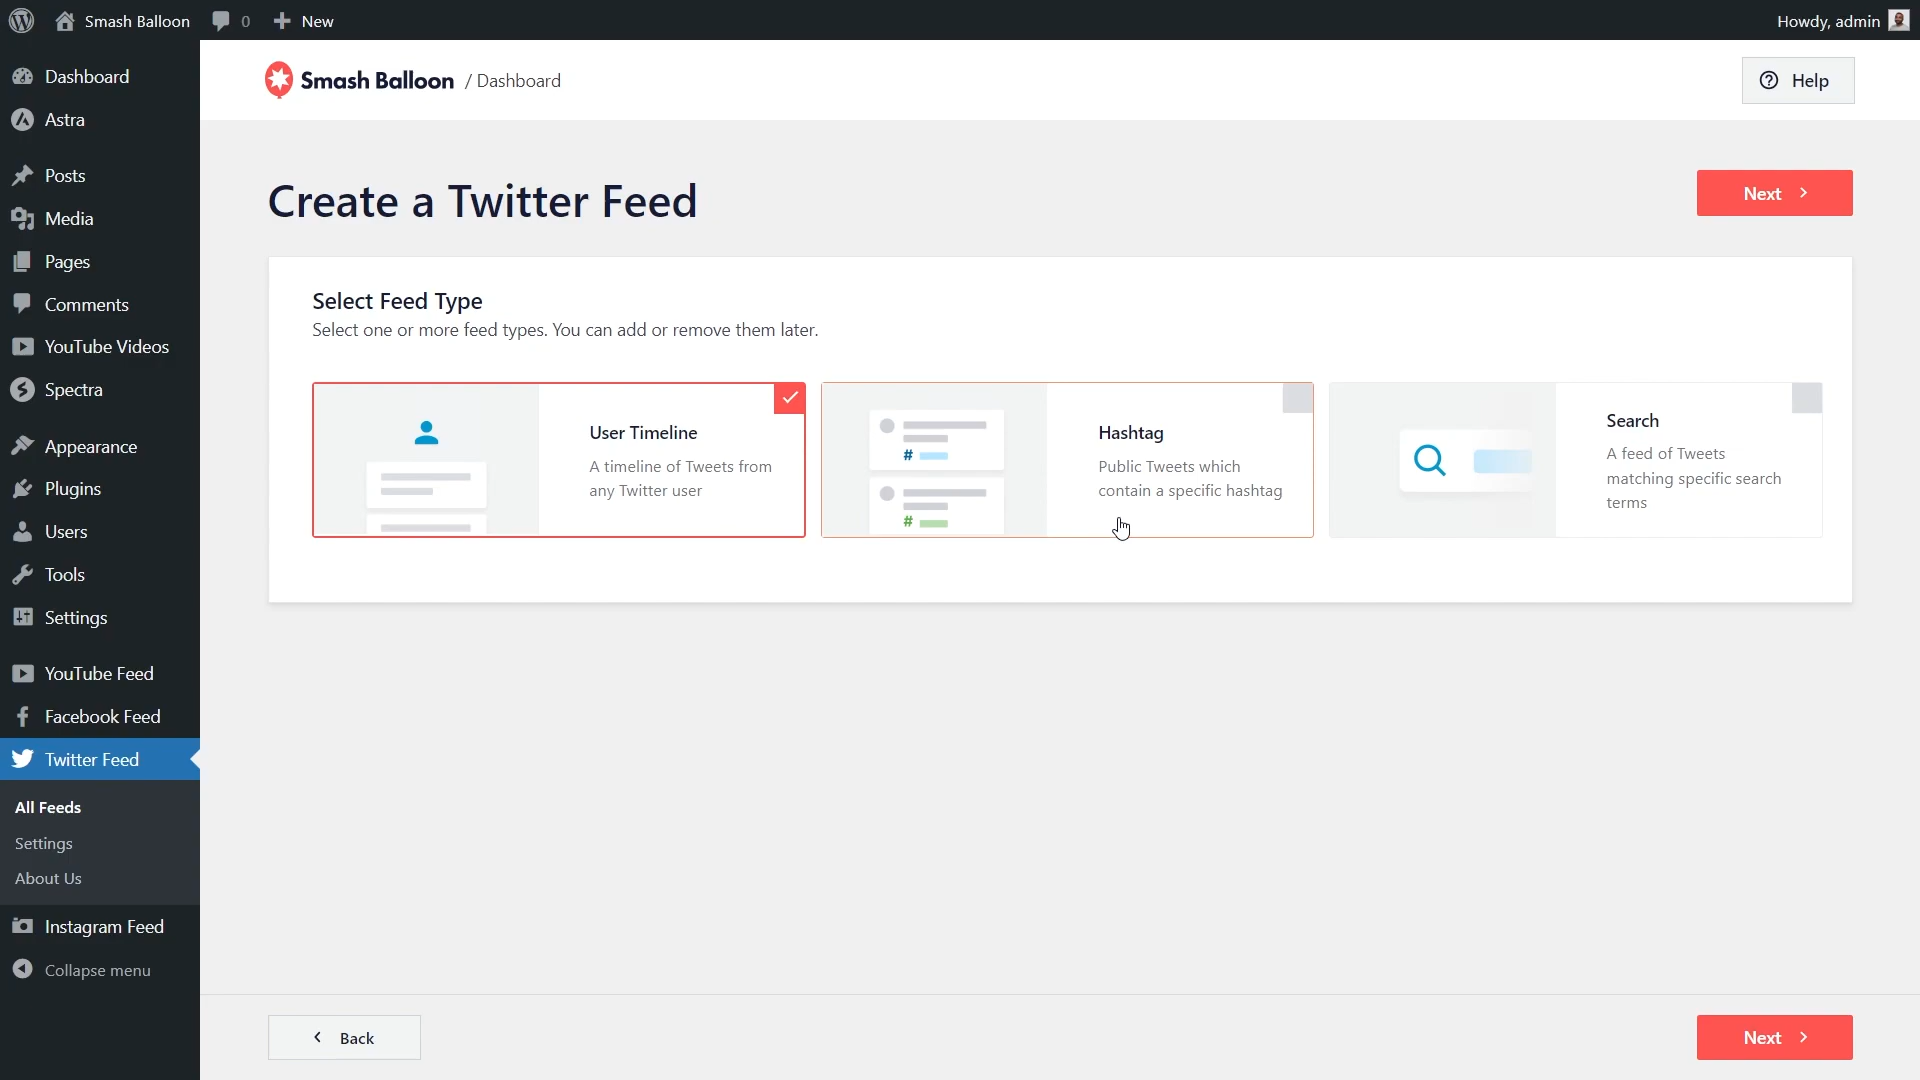 Smash Balloon
0
New
Howdy, admin
Dashboard
Astra
Posts
Media
Pages
Comments
YouTube Videos
Spectra
Appearance
Plugins
Users
Tools
Settings
YouTube Feed
Facebook Feed
Twitter Feed
All Feeds
Settings
About Us
Instagram Feed
Collapse menu
Smash Balloon / Dashboard
Help
Create a Twitter Feed
Next
Select Feed Type
Select one or more feed types. You can add or remove them later.
User Timeline
A timeline of Tweets from
any Twitter user
#
#
Hashtag
Public Tweets which
contain a specific hashtag
Search
A feed of Tweets
matching specific search
terms
Back
Next